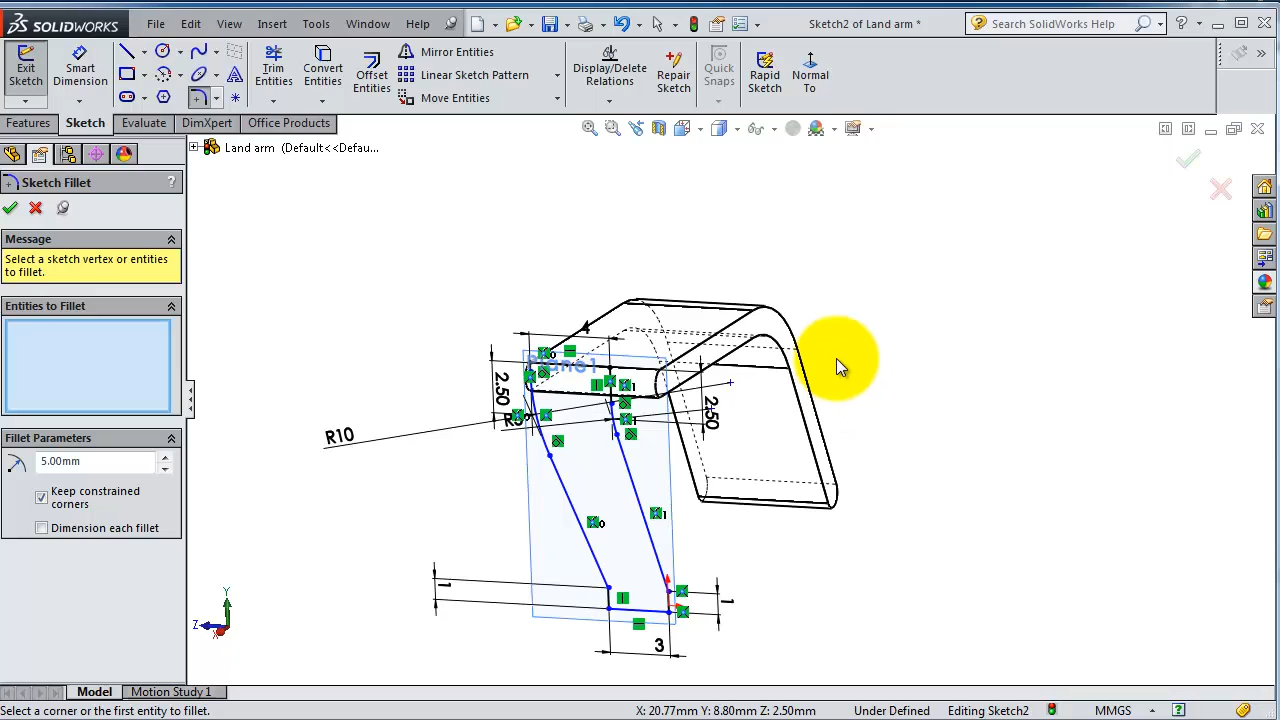 SOLIDWORKS
File Edit View Insert Tools Window Help
Sketch2 of Land arm *
Search SolidWorks Help
Exit Sketch
Smart Dimension
Trim Entities
Convert Entities
Offset Entities
Mirror Entities
Linear Sketch Pattern
Move Entities
Display/Delete Relations
Repair Sketch
Quick Snaps
Rapid Sketch
Normal To
Features Sketch Evaluate DimXpert Office Products
Land arm (Default<<Defau...
Sketch Fillet ?
Message
Select a sketch vertex or entities
to fillet.
Entities to Fillet
Fillet Parameters
5.00mm
Keep constrained
corners
Dimension each fillet
4
Plane1
2.50
2.50
R10
1
1
3
Y
Z
X
Model Motion Study 1
Select a corner or the first entity to fillet.
X: 20.77mm Y: 8.80mm Z: 2.50mm
Under Defined
Editing Sketch2
MMGS